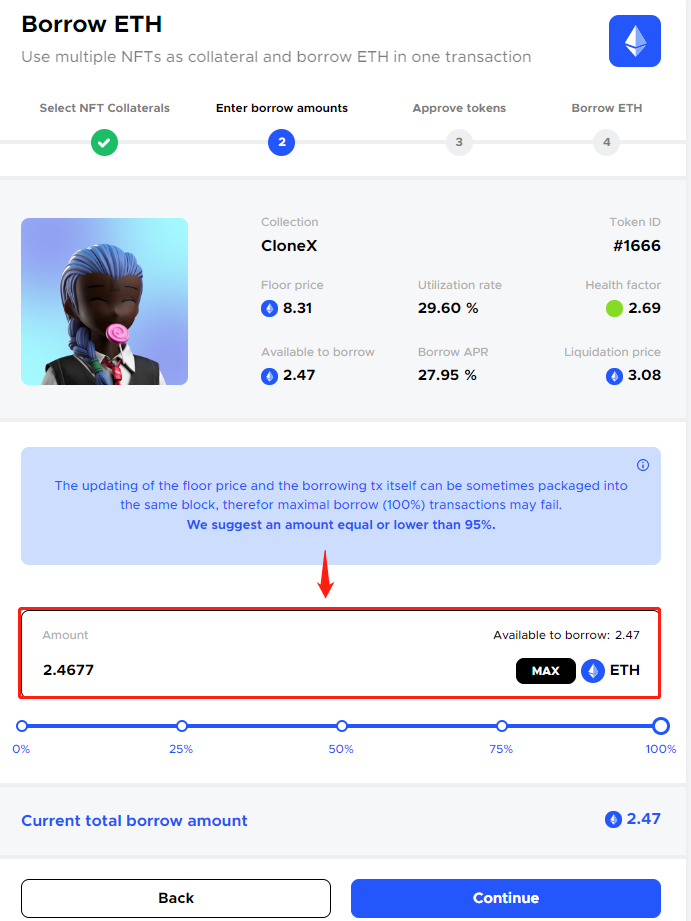 Borrow ETH
Use multiple NFTs as collateral and borrow ETH in one transaction
Select NFT Collaterals
Enter borrow amounts
Approve tokens
Borrow ETH
2
3
4
Collection
Token ID
CloneX
#1666
Floor price
Utilization rate
Health factor
8.31
29.60 %
2.69
Available to borrow
Borrow APR
Liquidation price
2.47
27.95 %
3.08
The updating of the floor price and the borrowing tx itself can be sometimes packaged into
the same block, therefor maximal borrow (100%) transactions may fail.
We suggest an amount equal or lower than 95%.
Amount
Available to borrow: 2.47
2.4677
MAX
ETH
0%
25%
50%
75%
100%
Current total borrow amount
2.47
Back
Continue